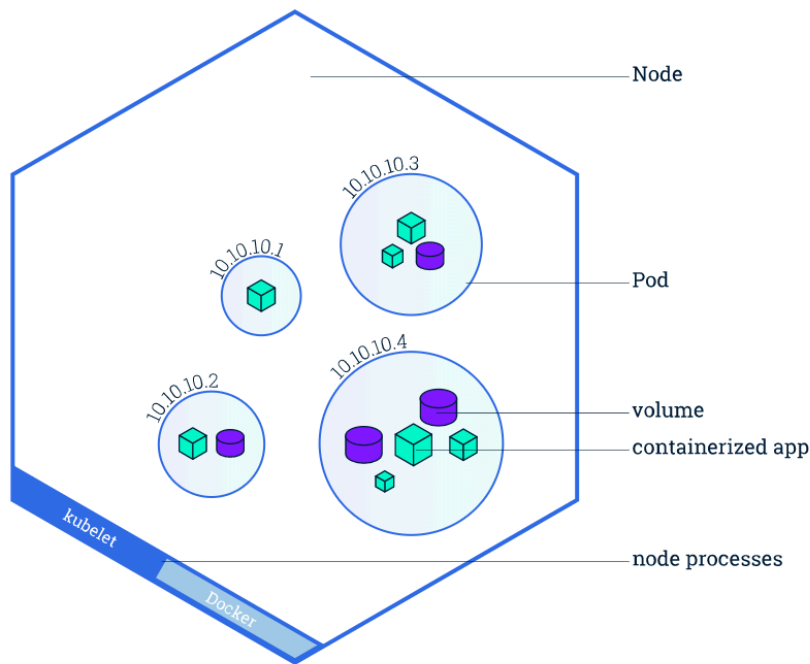 Node
10.10.10.3
10.10.10.1
Pod
10.10.10.4
10.10.10.2
volume
containerized app
kubelet
node processes
Docker